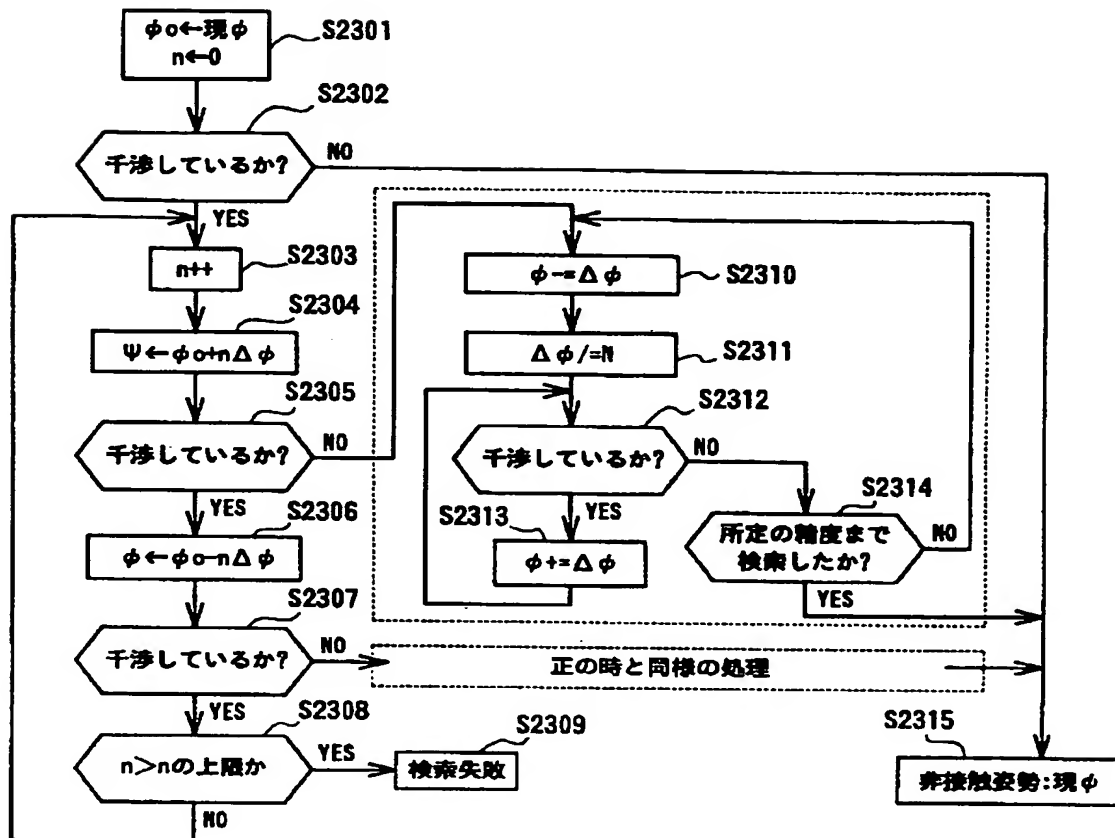 φo←現φ
n←0
S2301
S2302
干渉しているか?
NO
YES
n++
S2303
S2304
Ψ←φo+nΔφ
S2305
干渉しているか?
NO
YES
S2306
φ←φo−nΔφ
S2307
干渉しているか?
NO
YES
S2308
n>nの上限か
YES
NO
S2309
検索失敗
φ-=Δφ
S2310
Δφ/=N
S2311
S2312
干渉しているか?
NO
YES
S2313
φ+=Δφ
S2314
所定の精度まで
検索したか?
NO
YES
正の時と同様の処理
S2315
非接触姿勢:現φ